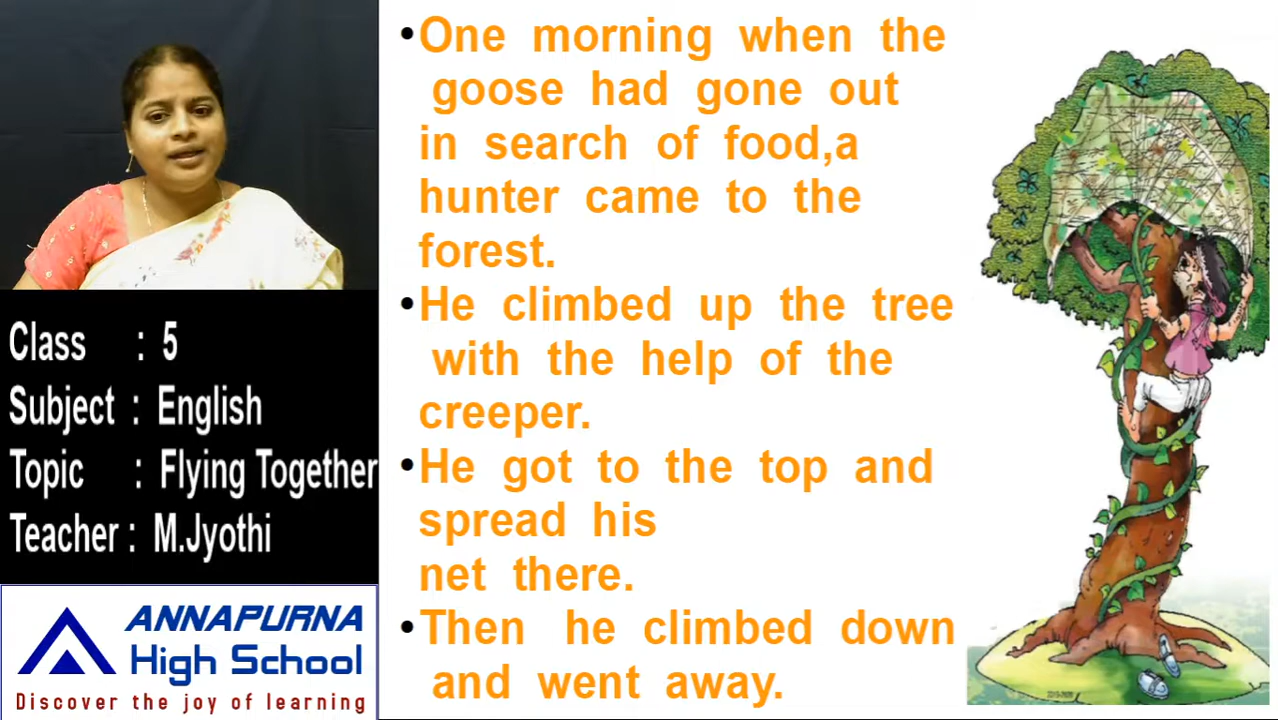 •One morning when the
goose had gone out
in search of food,a
hunter came to the
forest.
•He climbed up the tree
with the help of the
creeper.
•He got to the top and
spread his
net there.
•Then he climbed down
and went away.
Class : 5
Subject : English
Topic : Flying Together
Teacher : M.Jyothi
ANNAPURNA
High School
Discover the joy of learning